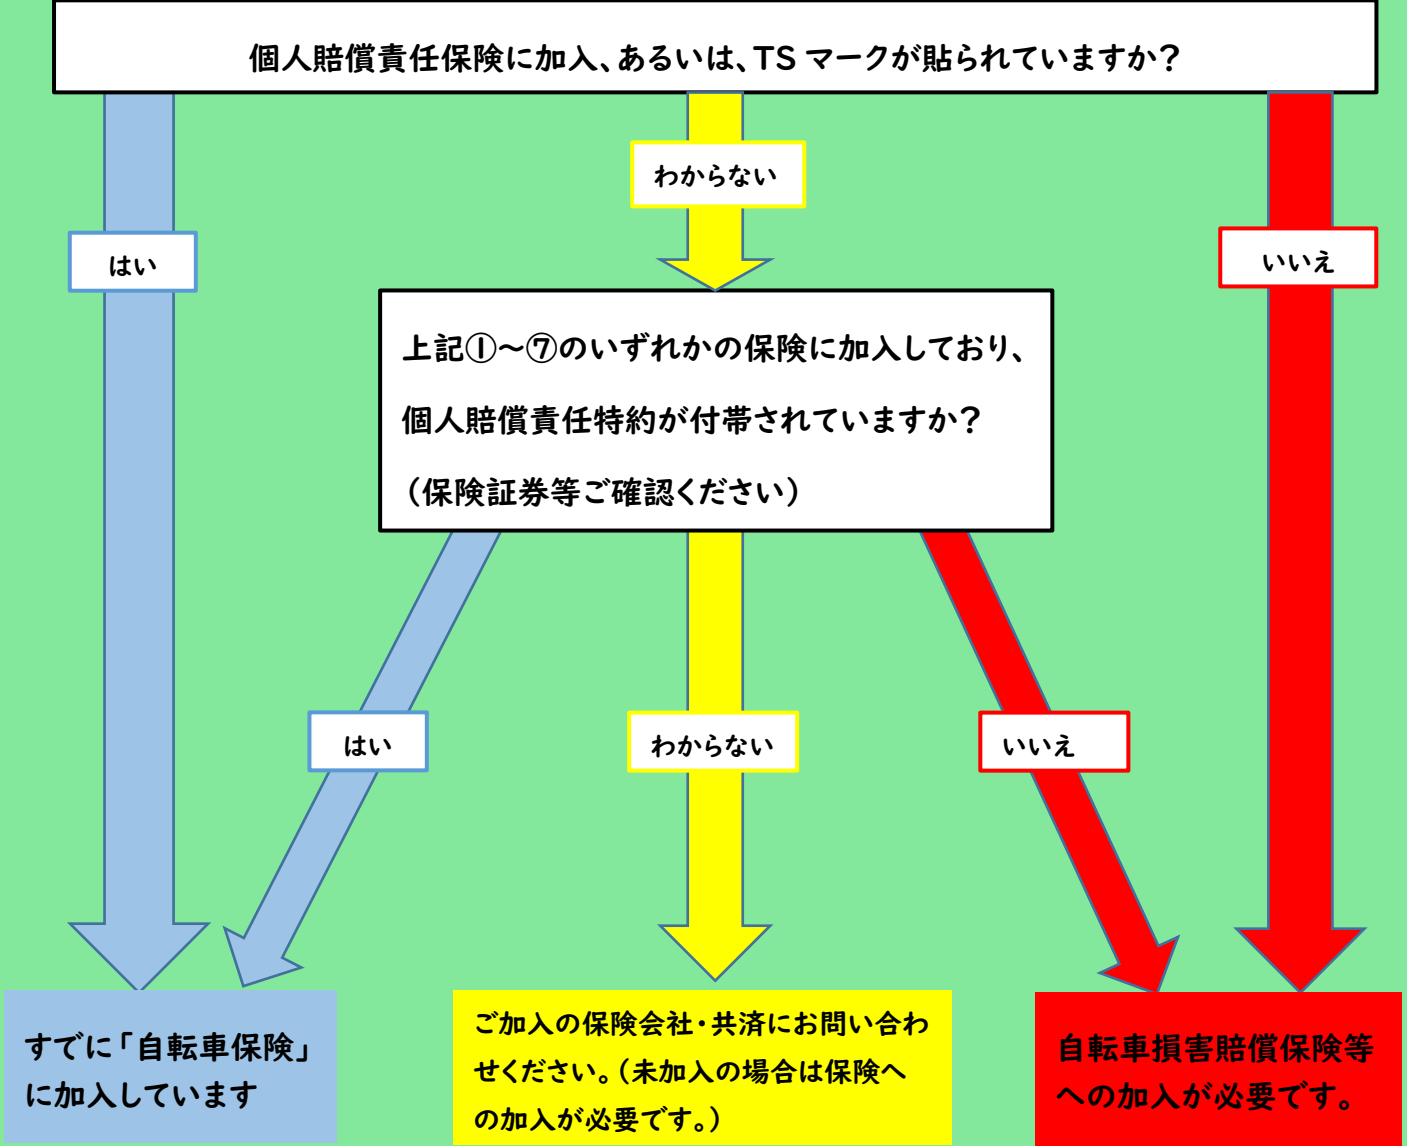 個人賠償責任保険に加入、あるいは、TSマークが貼られていますか？
わからない
はい
いいえ
上記①～⑦のいずれかの保険に加入しており、
個人賠償責任特約が付帯されていますか？
（保険証券等ご確認ください）
はい
わからない
いいえ
すでに「自転車保険」
に加入しています
ご加入の保険会社・共済にお問い合わ
せください。（未加入の場合は保険へ
の加入が必要です。）
自転車損害賠償保険等
への加入が必要です。